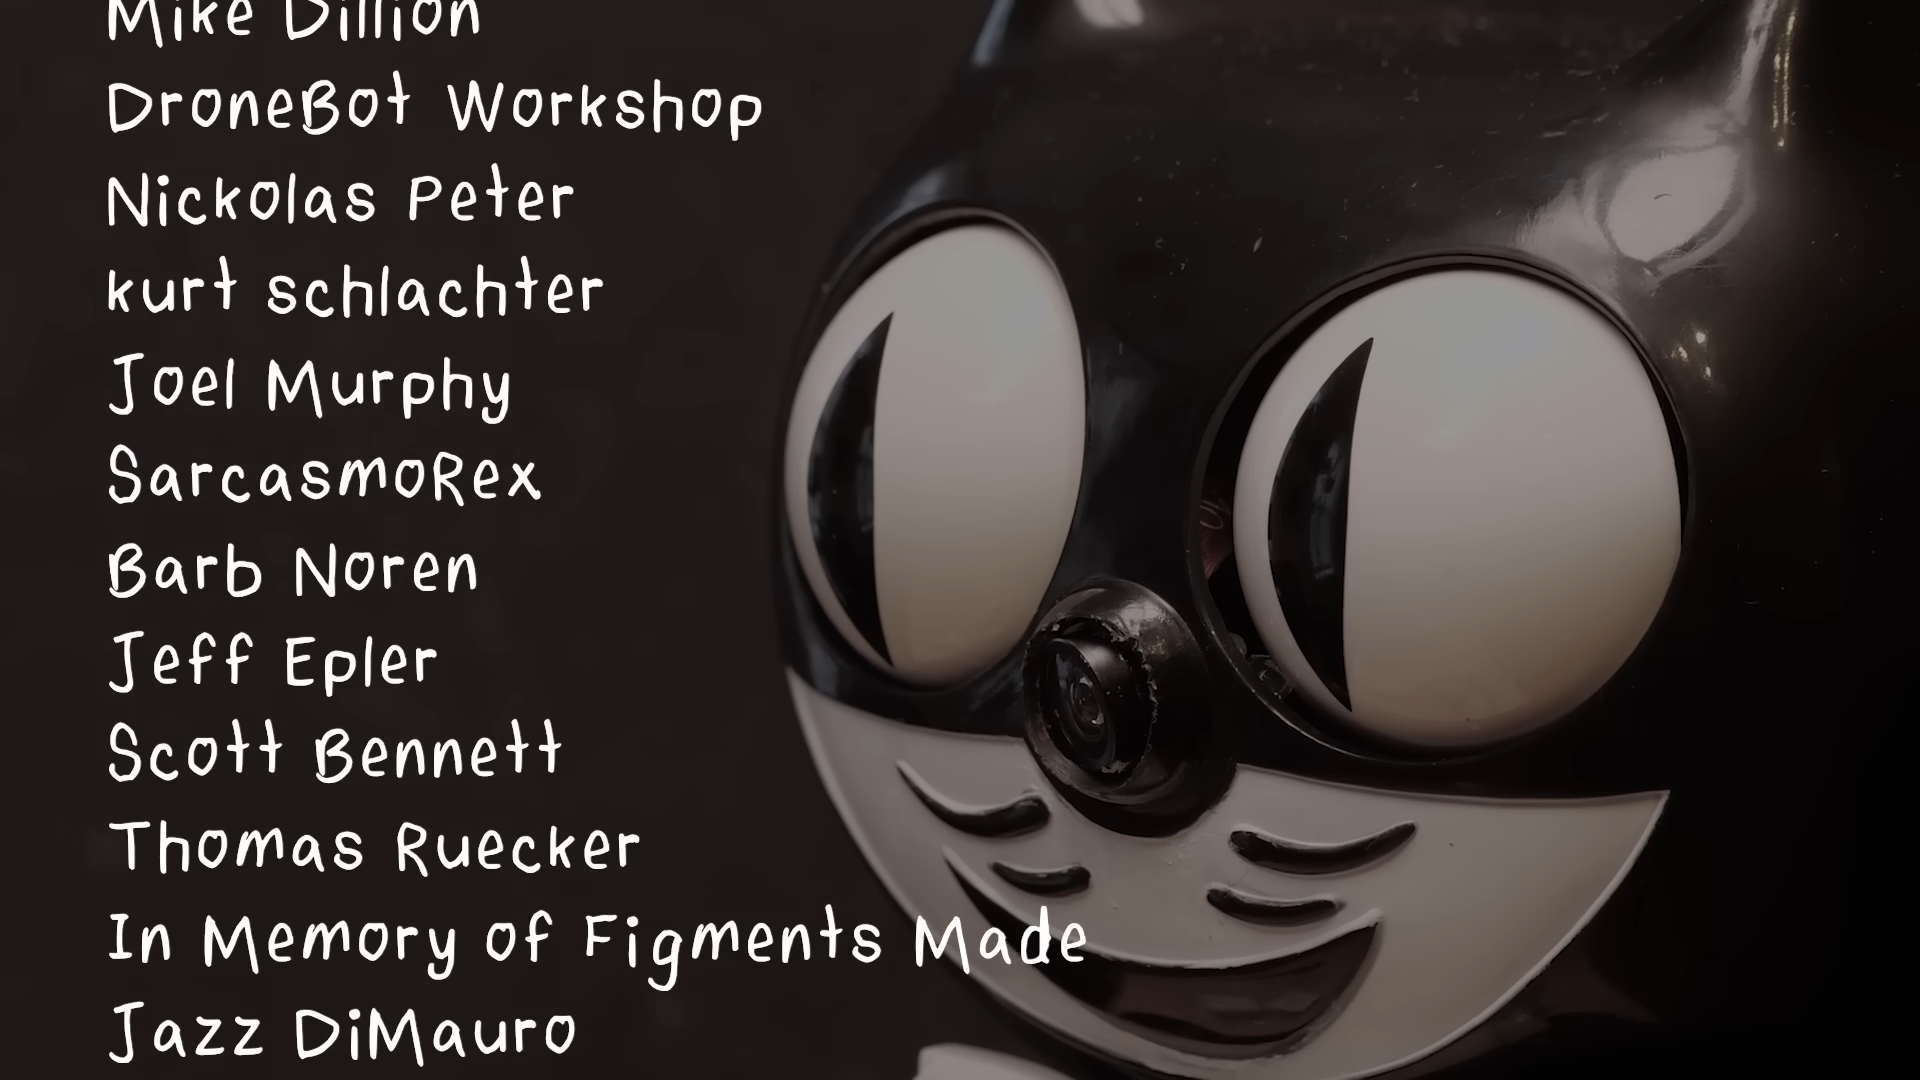 Mike Dillion
DroneBot Workshop
Nickolas Peter
kurt schlachter
Joel Murphy
SarcasmoRex
Barb Noren
Jeff Epler
Scott Bennett
Thomas Ruecker
In Memory of Figments Made
Jazz DiMauro